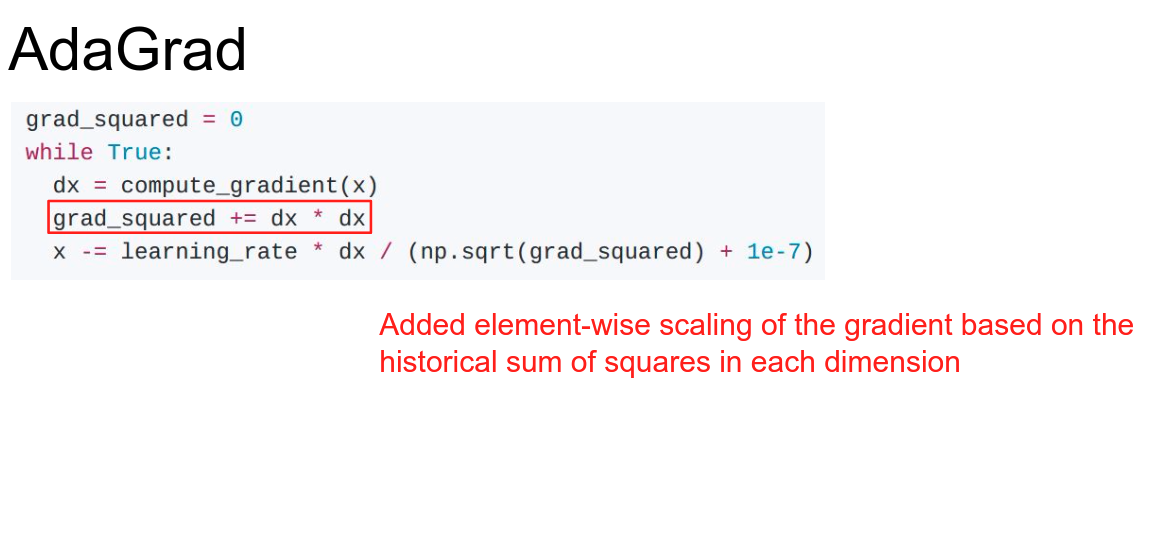 AdaGrad
grad_squared = 0
while True:
dx = compute_gradient(x)
grad_squared += dx * dx
x -= learning_rate * dx / (np.sqrt(grad_squared) + 1e-7)
Added element-wise scaling of the gradient based on the
historical sum of squares in each dimension